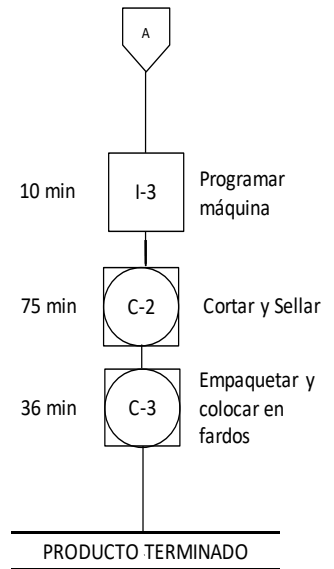 A
10 min
I-3
Programar
máquina
75 min
C-2
Cortar y Sellar
36 min
C-3
Empaquetar y
colocar en
fardos
PRODUCTO TERMINADO